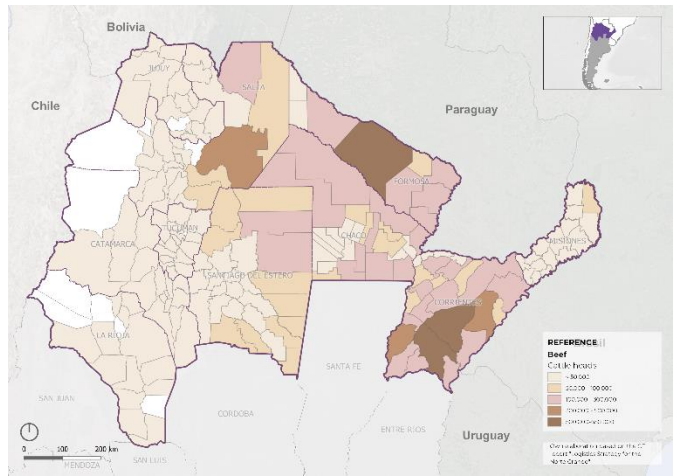 Bolivia
JUJUY
SALTA
Chile
Paraguay
FORMOSA
TUCUMAN
CHACO
MISIONES
CATAMARCA
SANTIAGO DEL ESTERO
CORRIENTES
LA RIOJA
SANTA FE
SAN JUAN
CORDOBA
ENTRE RIOS
Uruguay
SAN LUIS
MENDOZA
0 100 200 km
REFERENCE
Beef
Cattle heads